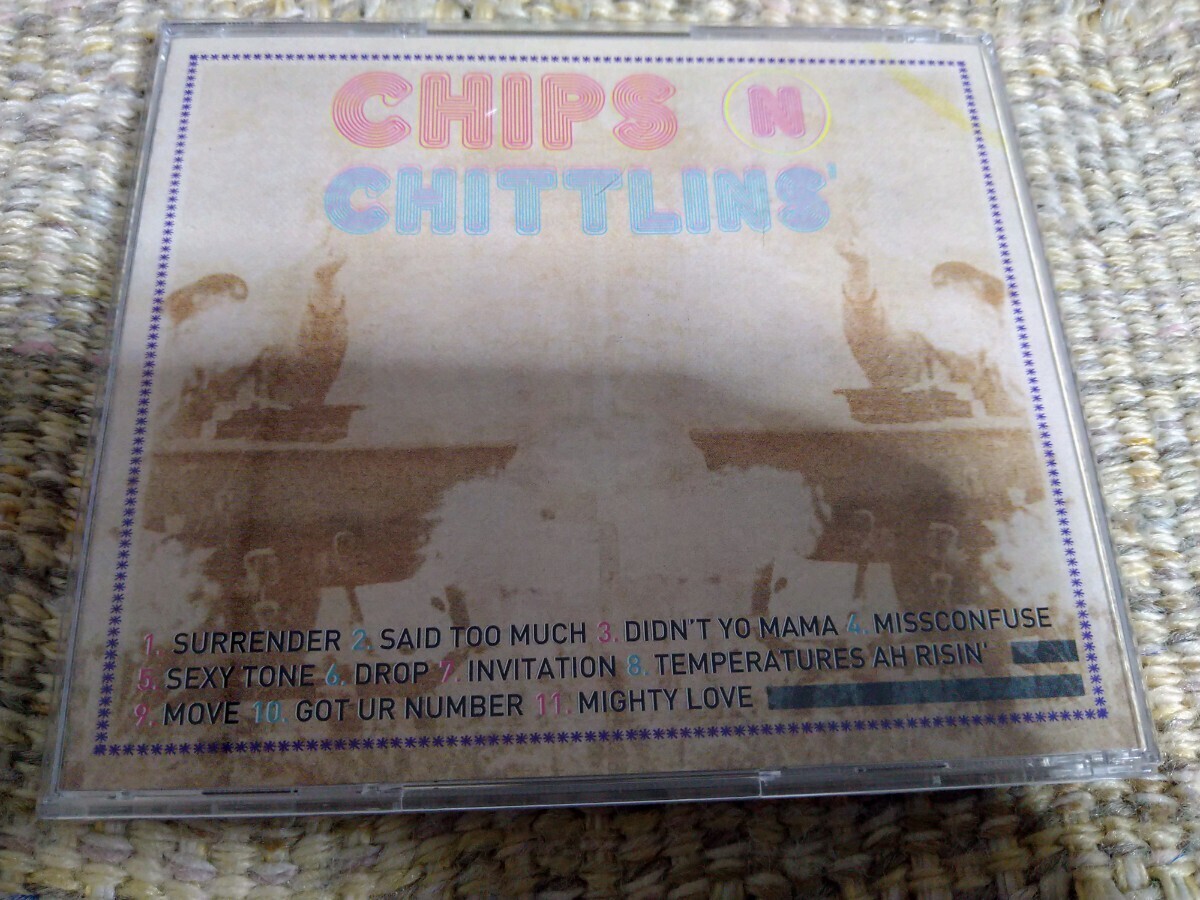 CHIPS N
CHITTLINS'
1. SURRENDER 2. SAID TOO MUCH 3. DIDN'T YO MAMA 4. MISSCONFUSE
5. SEXY TONE 6. DROP 7. INVITATION 8. TEMPERATURES AH RISIN'
9. MOVE 10. GOT UR NUMBER 11. MIGHTY LOVE